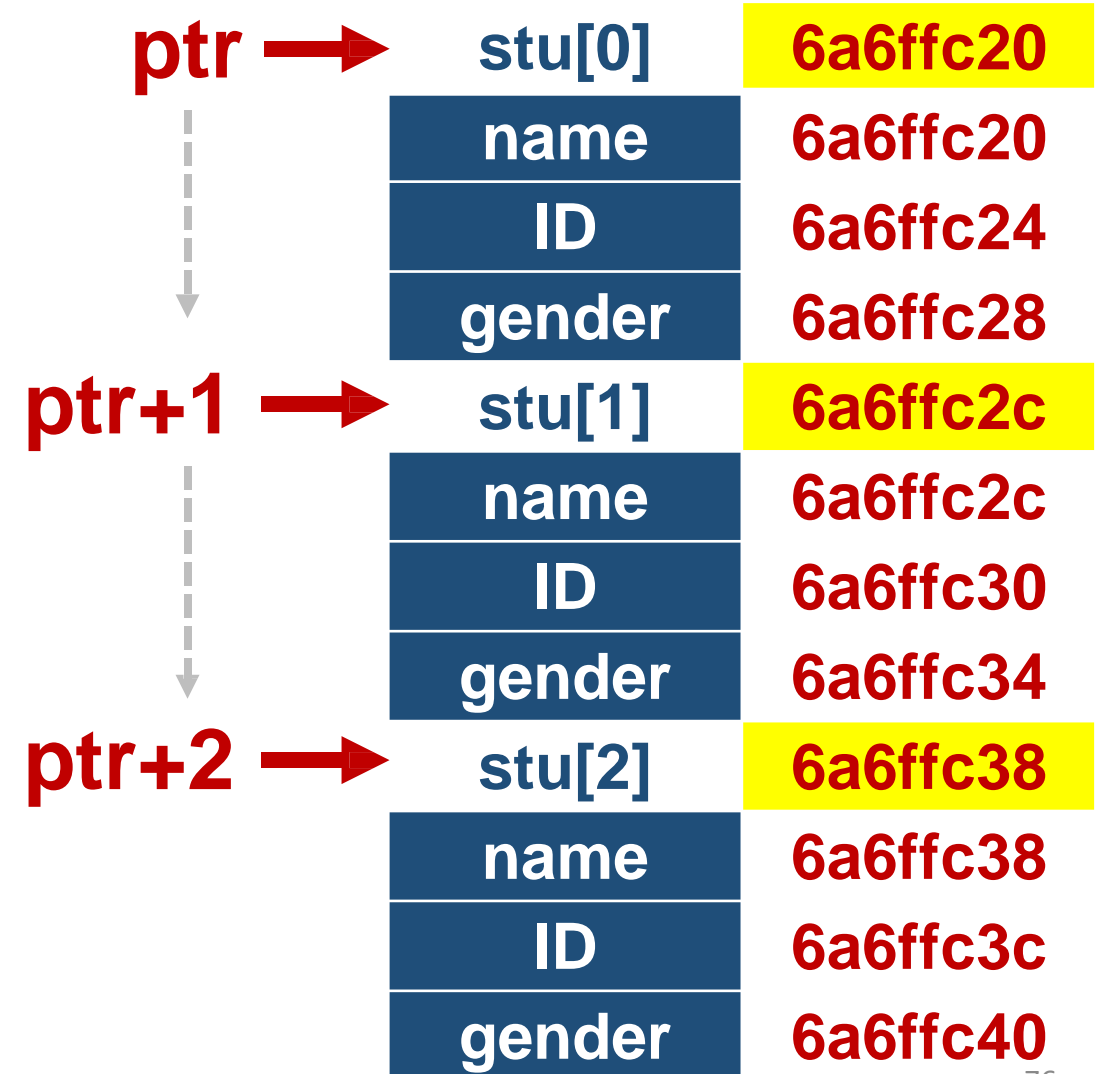 ptr stu[0] 6a6ffc20
name 6a6ffc20
ID 6a6ffc24
gender 6a6ffc28
ptr+1 stu[1] 6a6ffc2c
name 6a6ffc2c
ID 6a6ffc30
gender 6a6ffc34
ptr+2 stu[2] 6a6ffc38
name 6a6ffc38
ID 6a6ffc3c
gender 6a6ffc40